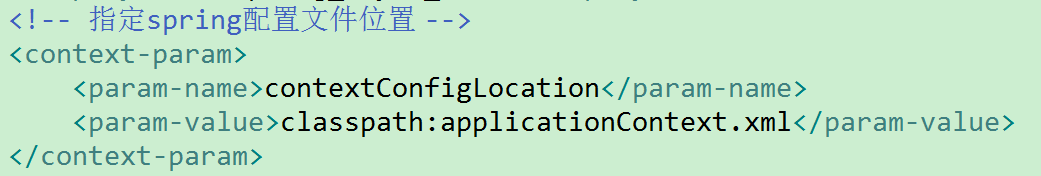 <!-- 指定spring配置文件位置 -->
<context-param>
    <param-name>contextConfigLocation</param-name>
    <param-value>classpath:applicationContext.xml</param-value>
</context-param>